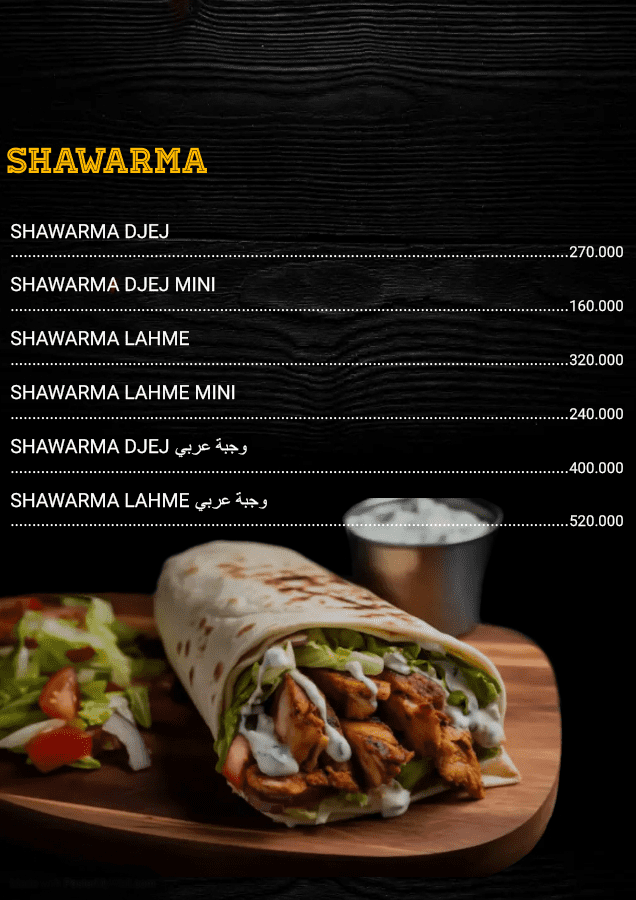 SHAWARMA
SHAWARMA DJEJ
270.000
SHAWARMA DJEJ MINI
160.000
SHAWARMA LAHME
320.000
SHAWARMA LAHME MINI
240.000
SHAWARMA DJEJ وجبة عربي
400.000
SHAWARMA LAHME وجبة عربي
520.000